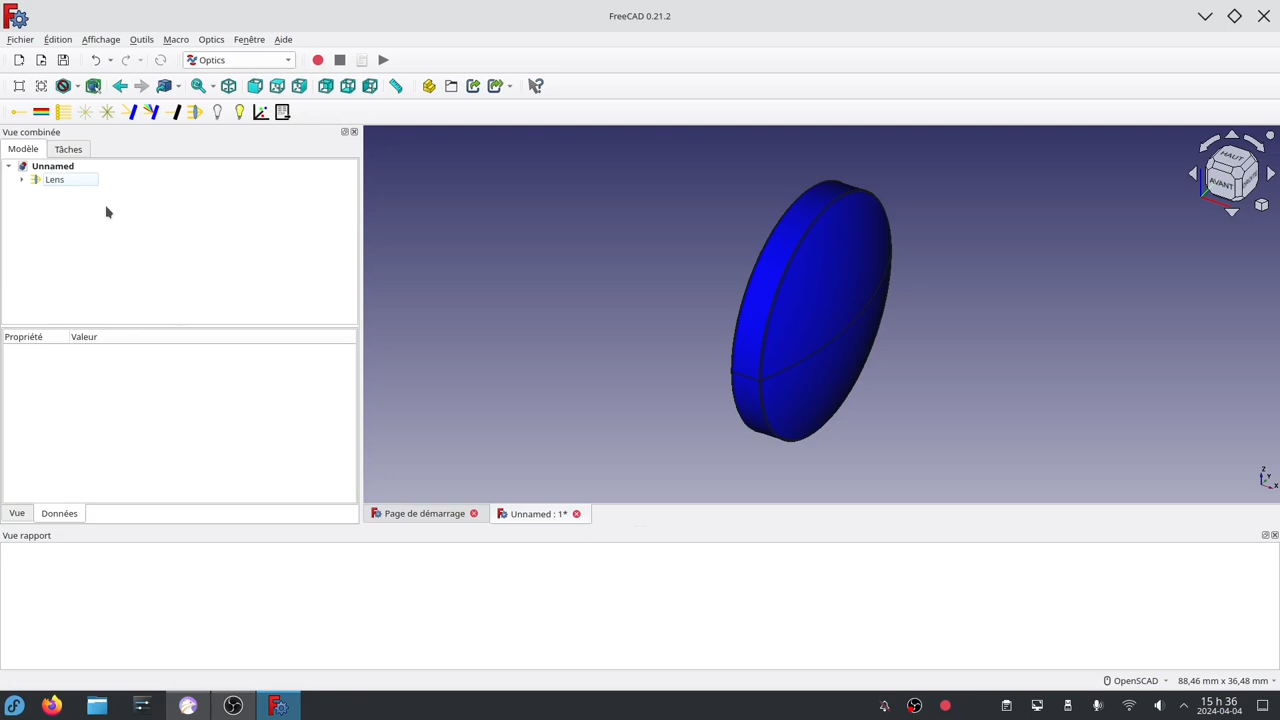 FreeCAD 0.21.2
Fichier Édition Affichage Outils Macro Optics Fenêtre Aide
Optics
Vue combinée
Modèle Tâches
Unnamed
Lens
Propriété Valeur
Vue Données
HAUT
AVANT
Z
Y
X
Page de démarrage Unnamed : 1*
Vue rapport
OpenSCAD 88,46 mm x 36,48 mm
15 h 36
2024-04-04